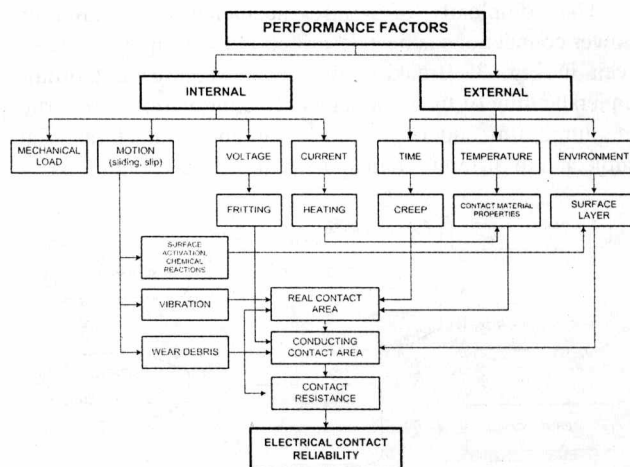 PERFORMANCE FACTORS
INTERNAL
EXTERNAL
MECHANICAL
LOAD
MOTION
(sliding, slip)
VOLTAGE
CURRENT
TIME
TEMPERATURE
ENVIRONMENT
FRITTING
HEATING
CREEP
CONTACT MATERIAL
PROPERTIES
SURFACE
LAYER
SURFACE
ACTIVATION,
CHEMICAL
REACTIONS
VIBRATION
REAL CONTACT
AREA
WEAR DEBRIS
CONDUCTING
CONTACT AREA
CONTACT
RESISTANCE
ELECTRICAL CONTACT
RELIABILITY